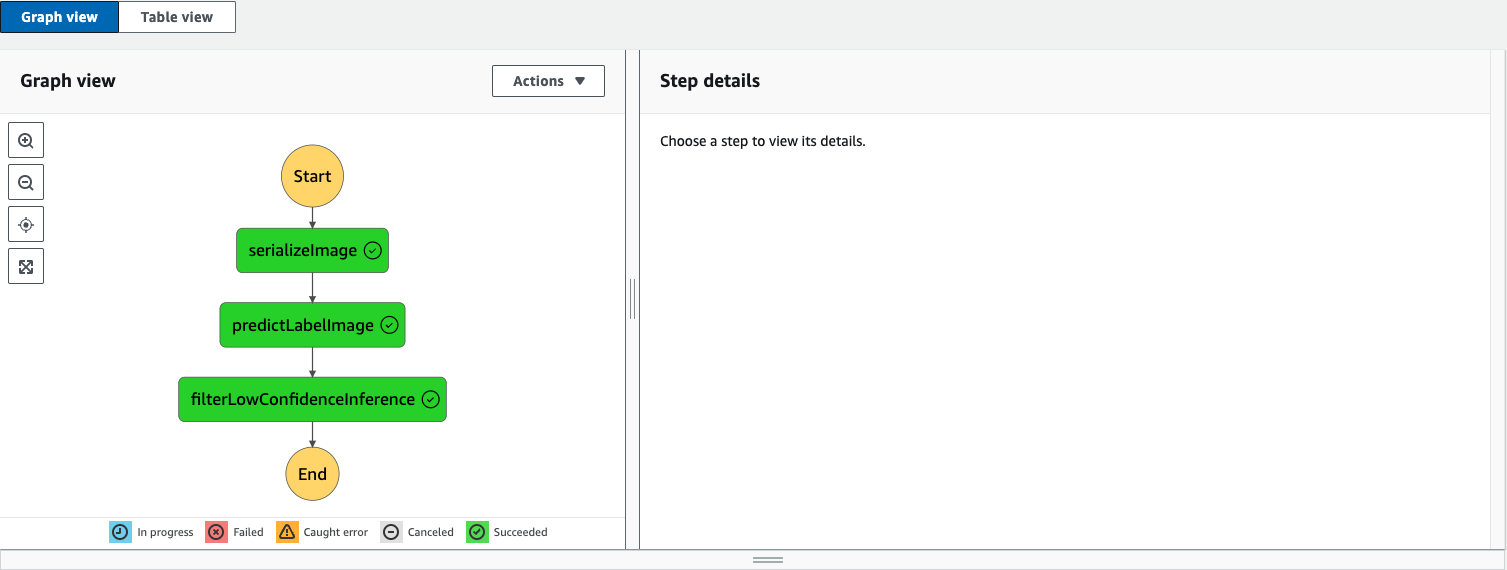 Graph view
Table view
Graph view
Actions
Start
serializeImage
predictLabelImage
filterLowConfidenceInference
End
In progress
Failed
Caught error
Canceled
Succeeded
Step details
Choose a step to view its details.